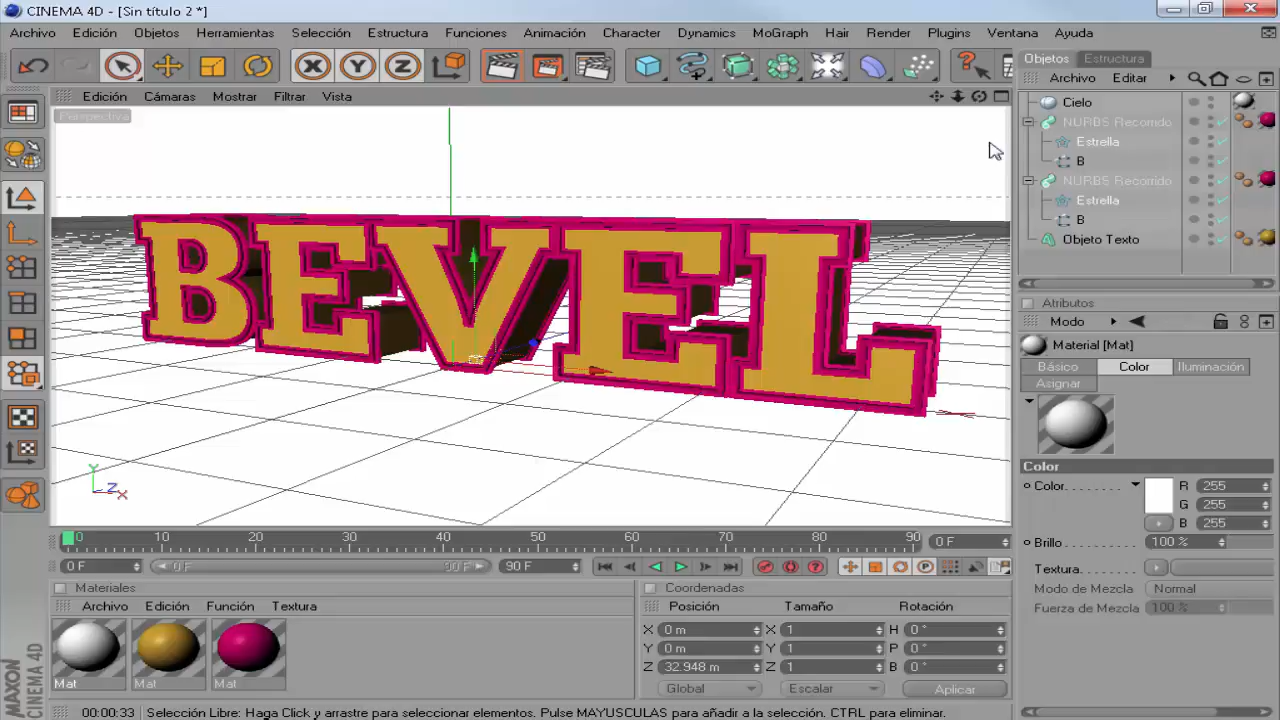 CINEMA 4D - [Sin título 2 *]
Archivo Edición Objetos Herramientas Selección Estructura Funciones Animación Character Dynamics MoGraph Hair Render Plugins Ventana Ayuda
X Y Z
Objetos Estructura
Archivo Editar
Edición Cámaras Mostrar Filtrar Vista
Perspectiva
Cielo
NURBS Recorrido
Estrella
B
NURBS Recorrido
Estrella
B
Objeto Texto
BEVEL
Y Z X
Atributos
Modo
Material [Mat]
Básico Color Iluminación
Asignar
Color
Color R 255
G 255
B 255
Brillo 100 %
Textura
Modo de Mezcla Normal
Fuerza de Mezcla 100 %
0 10 20 30 40 50 60 70 80 90 0 F
0 F 0 F 90 F 90 F
Materiales
Archivo Edición Función Textura
Mat Mat Mat
Coordenadas
Posición Tamaño Rotación
X 0 m X 1 H 0 °
Y 0 m Y 1 P 0 °
Z 32.948 m Z 1 B 0 °
Global Escalar Aplicar
MAXON CINEMA 4D
00:00:33 Selección Libre: Haga Click y arrastre para seleccionar elementos. Pulse MAYUSCULAS para añadir a la selección. CTRL para eliminar.